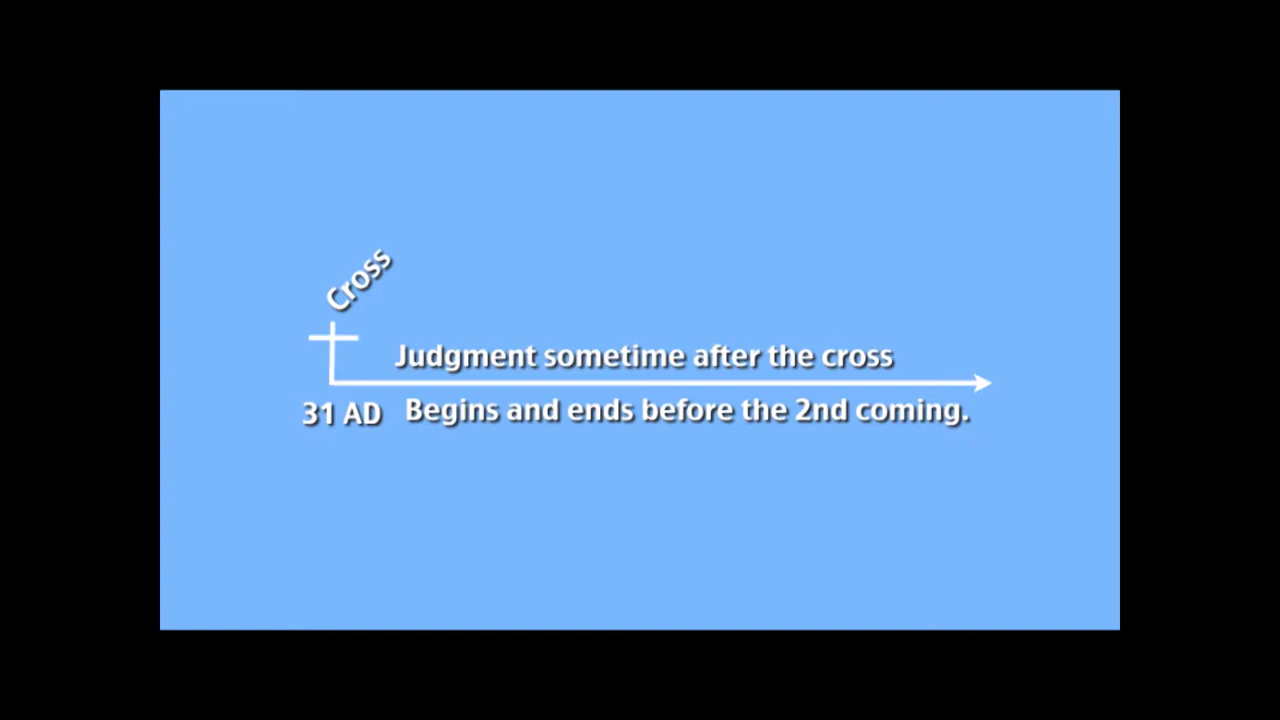 Cross
Judgment sometime after the cross
31 AD
Begins and ends before the 2nd coming.